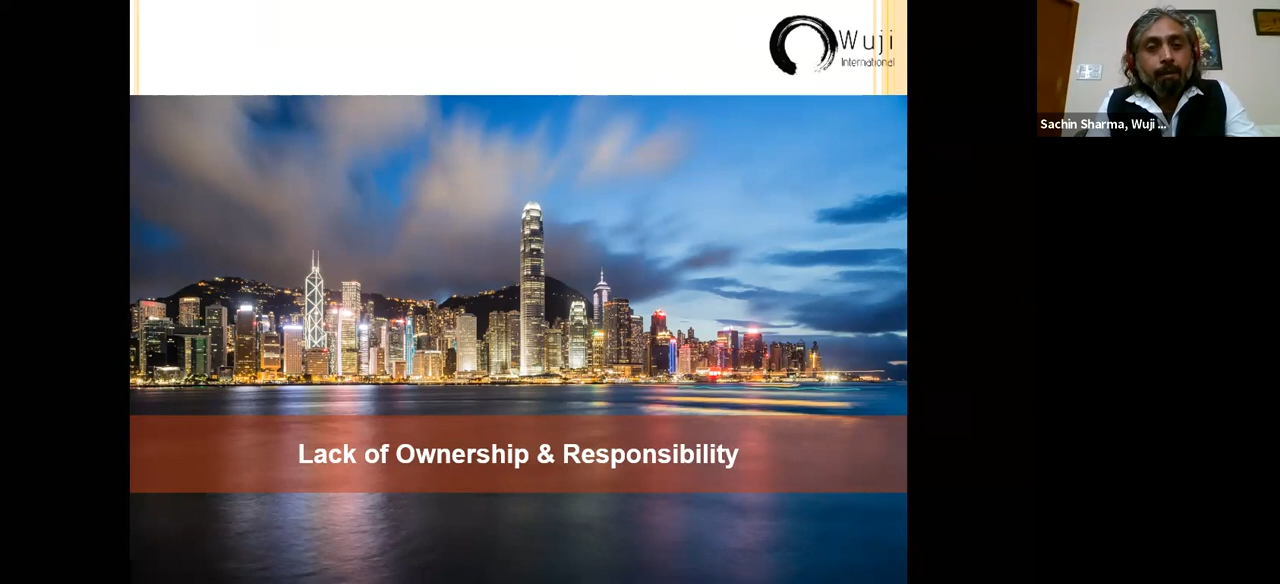 Wuji
International
Sachin Sharma, Wuji ...
Lack of Ownership & Responsibility